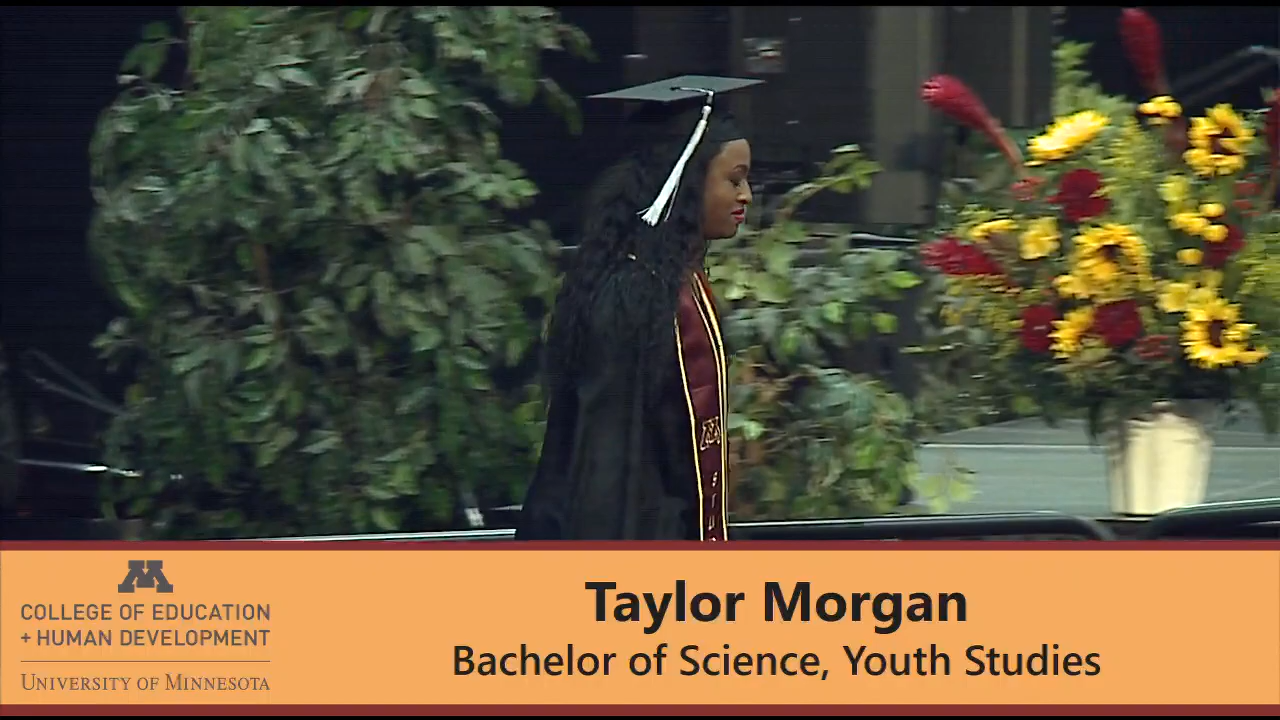 COLLEGE OF EDUCATION
+ HUMAN DEVELOPMENT
UNIVERSITY OF MINNESOTA
Taylor Morgan
Bachelor of Science, Youth Studies